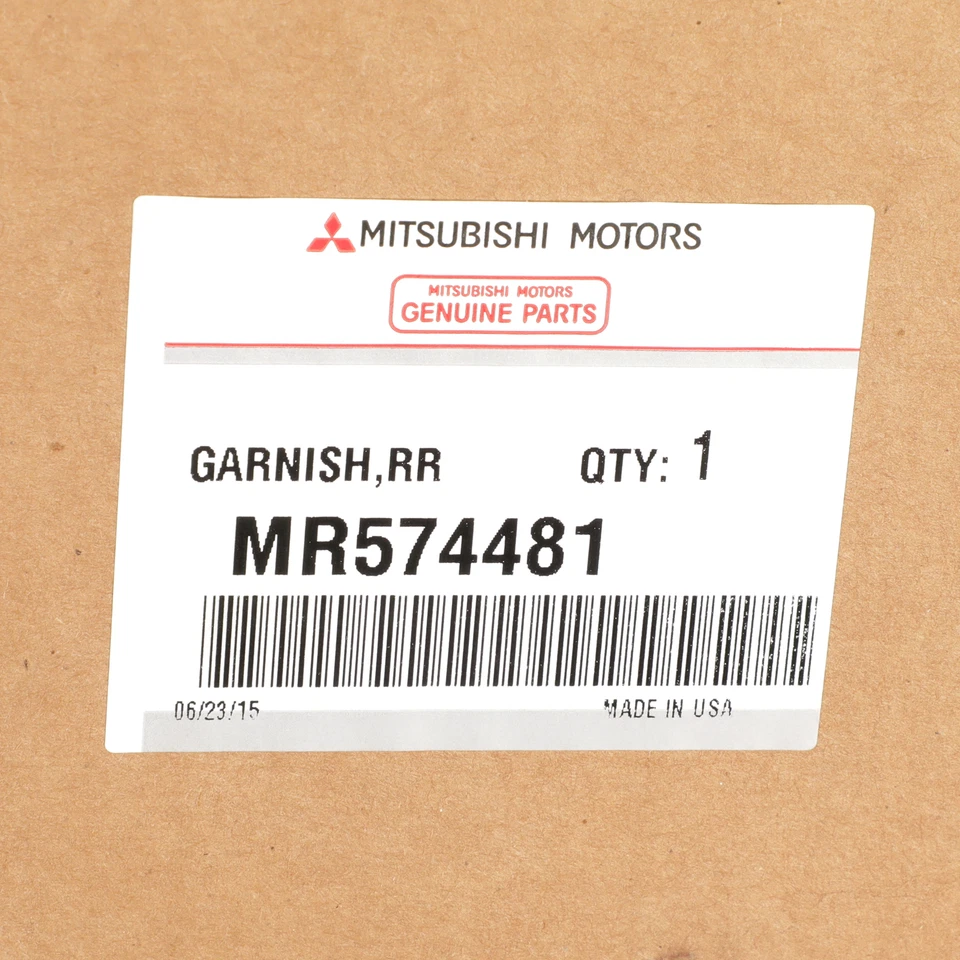 MITSUBISHI MOTORS
MITSUBISHI MOTORS
GENUINE PARTS
GARNISH,RR QTY: 1
MR574481
06/23/15 MADE IN USA